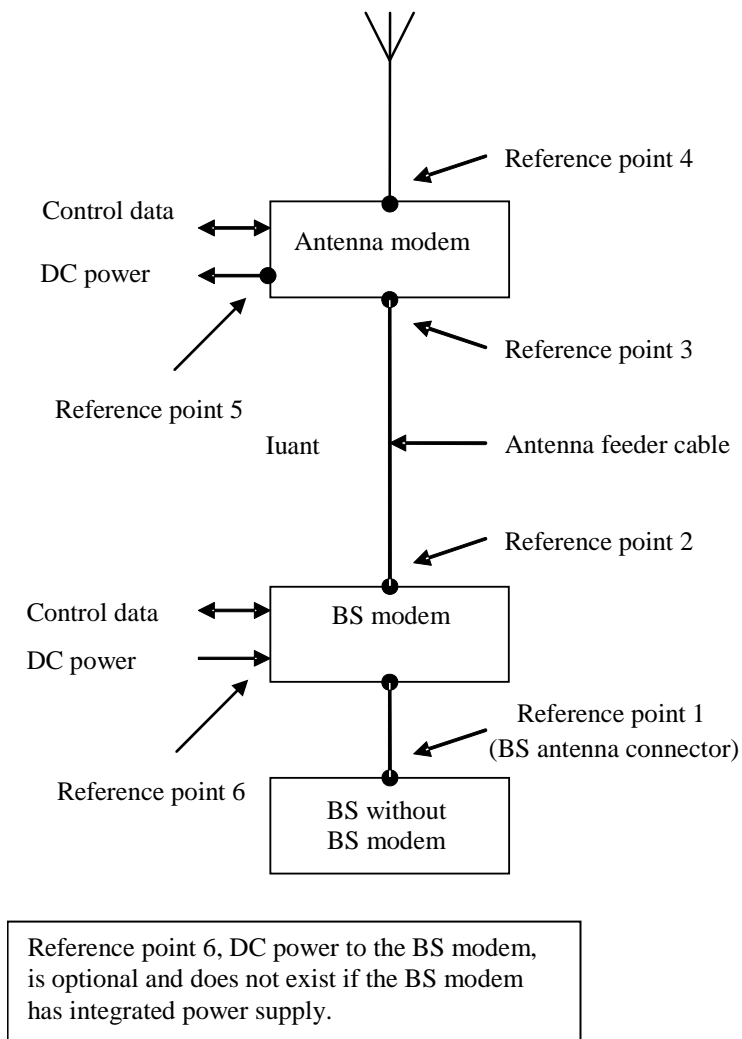 Reference point 4
Control data
Antenna modem
DC power
Reference point 3
Reference point 5
Iuant
Antenna feeder cable
Reference point 2
Control data
BS modem
DC power
Reference point 1
(BS antenna connector)
Reference point 6
BS without
BS modem
Reference point 6, DC power to the BS modem,
is optional and does not exist if the BS modem
has integrated power supply.